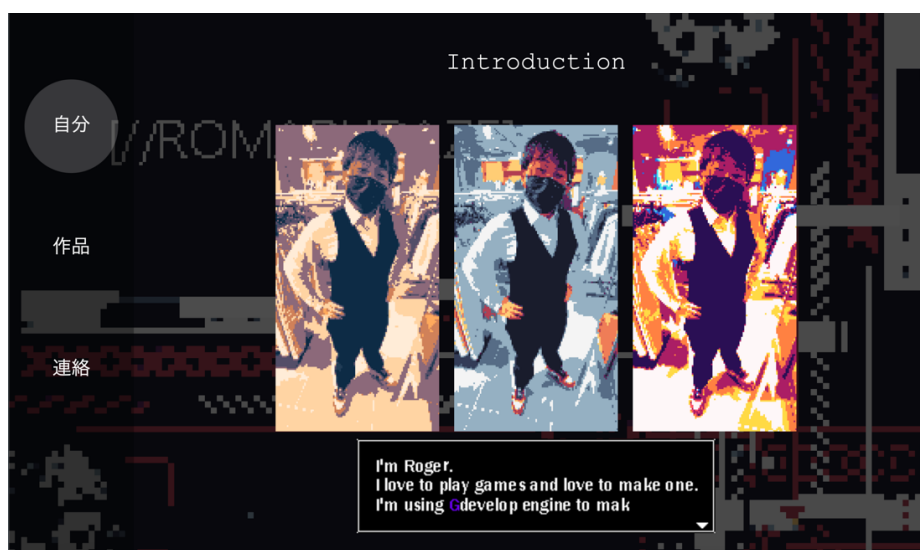 Introduction
自分
作品
連絡
I'm Roger.
I love to play games and love to make one.
I'm using Gdevelop engine to mak